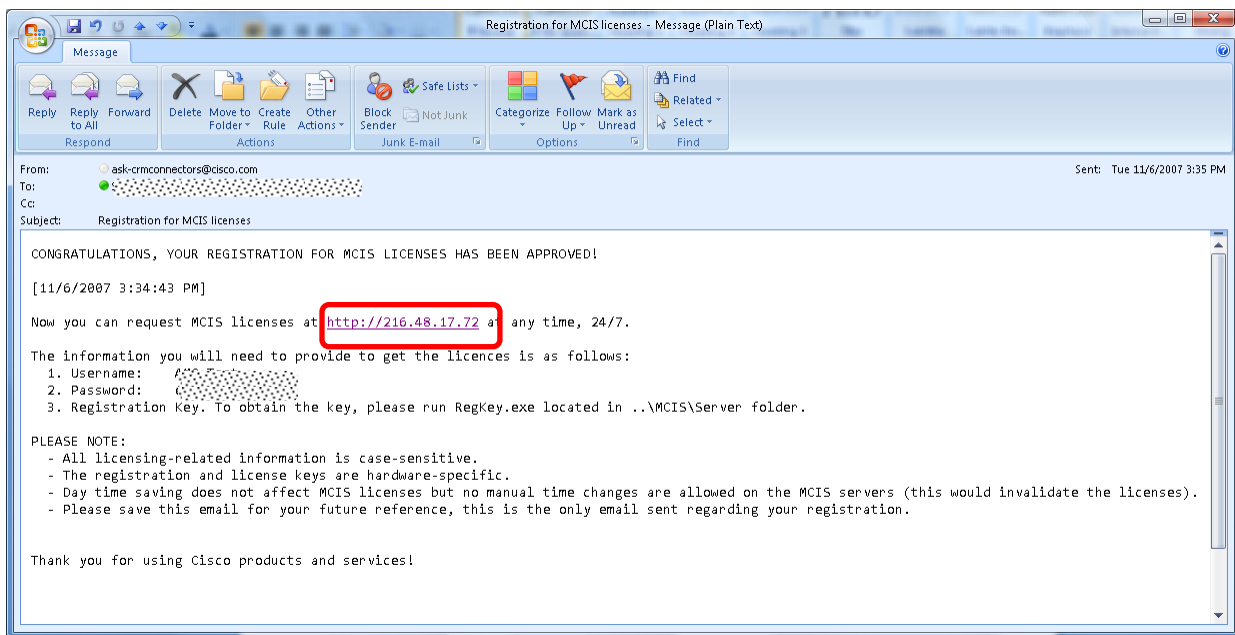 Registration for MCIS licenses - Message (Plain Text)
Message
Reply
Reply to All
Forward
Delete
Move to Folder
Create Rule
Other Actions
Block Sender
Safe Lists
Not Junk
Categorize
Follow Up
Mark as Unread
Find
Related
Select
Respond
Actions
Junk E-mail
Options
Find
From: ask-crmconnectors@cisco.com
Sent: Tue 11/6/2007 3:35 PM
To:
Cc:
Subject: Registration for MCIS licenses
CONGRATULATIONS, YOUR REGISTRATION FOR MCIS LICENSES HAS BEEN APPROVED!
[11/6/2007 3:34:43 PM]
Now you can request MCIS licenses at http://216.48.17.72 at any time, 24/7.
The information you will need to provide to get the licences is as follows:
1. Username:
2. Password:
3. Registration Key. To obtain the key, please run RegKey.exe located in ..\MCIS\Server folder.
PLEASE NOTE:
- All licensing-related information is case-sensitive.
- The registration and license keys are hardware-specific.
- Day time saving does not affect MCIS licenses but no manual time changes are allowed on the MCIS servers (this would invalidate the licenses).
- Please save this email for your future reference, this is the only email sent regarding your registration.
Thank you for using Cisco products and services!